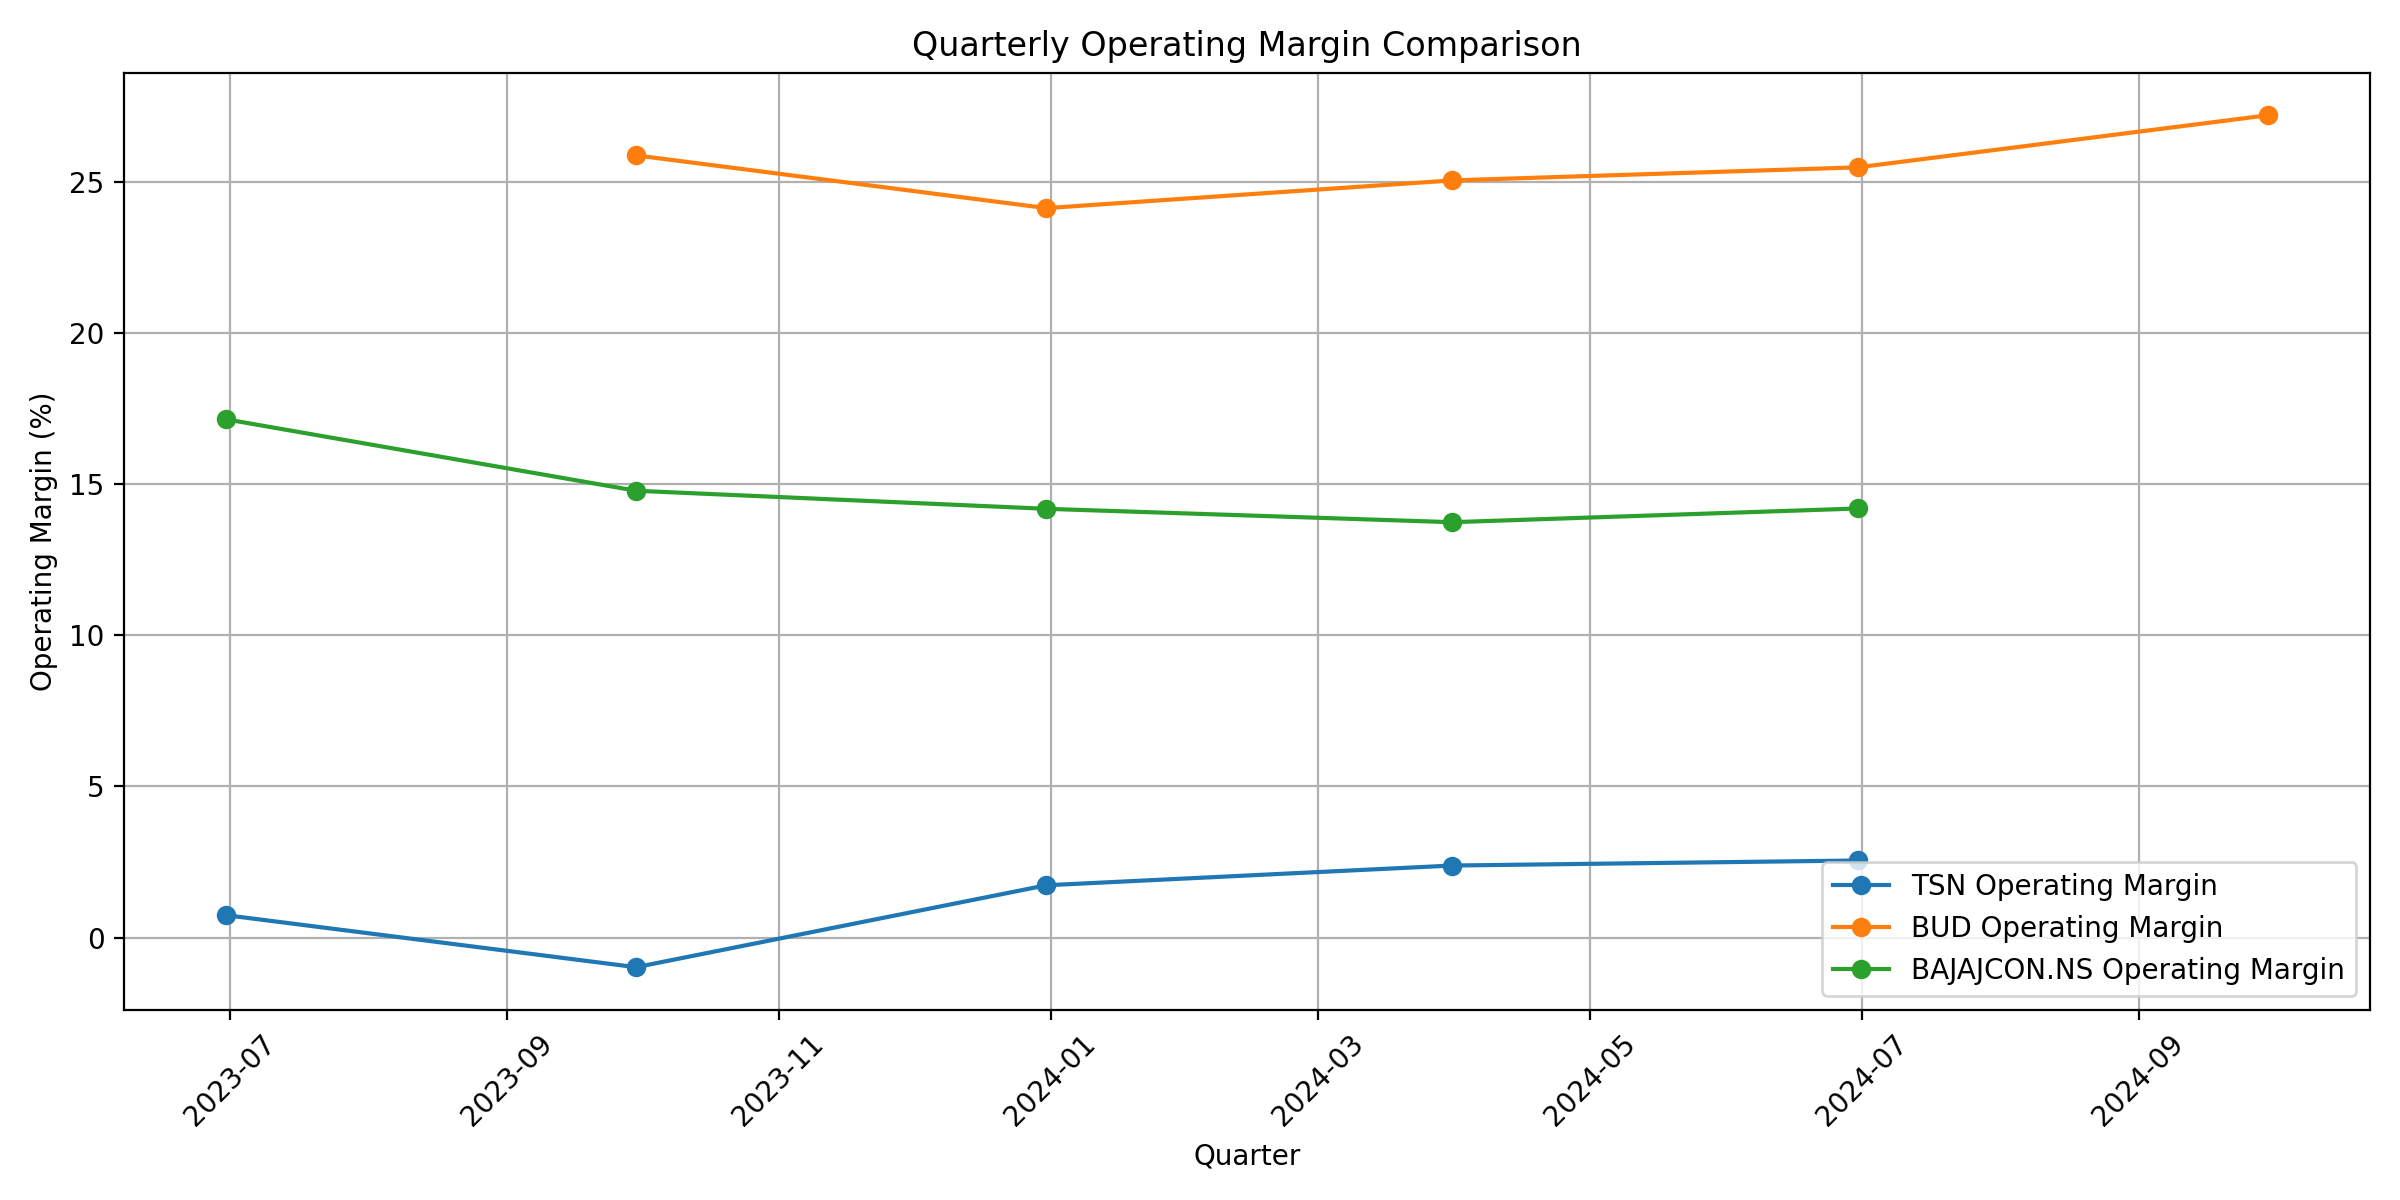 Quarterly Operating Margin Comparison
Operating Margin (%)
25
20
15
10
5
0
TSN Operating Margin
BUD Operating Margin
BAJAJCON.NS Operating Margin
2023-07
2023-09
2023-11
2024-01
2024-03
2024-05
2024-07
2024-09
Quarter